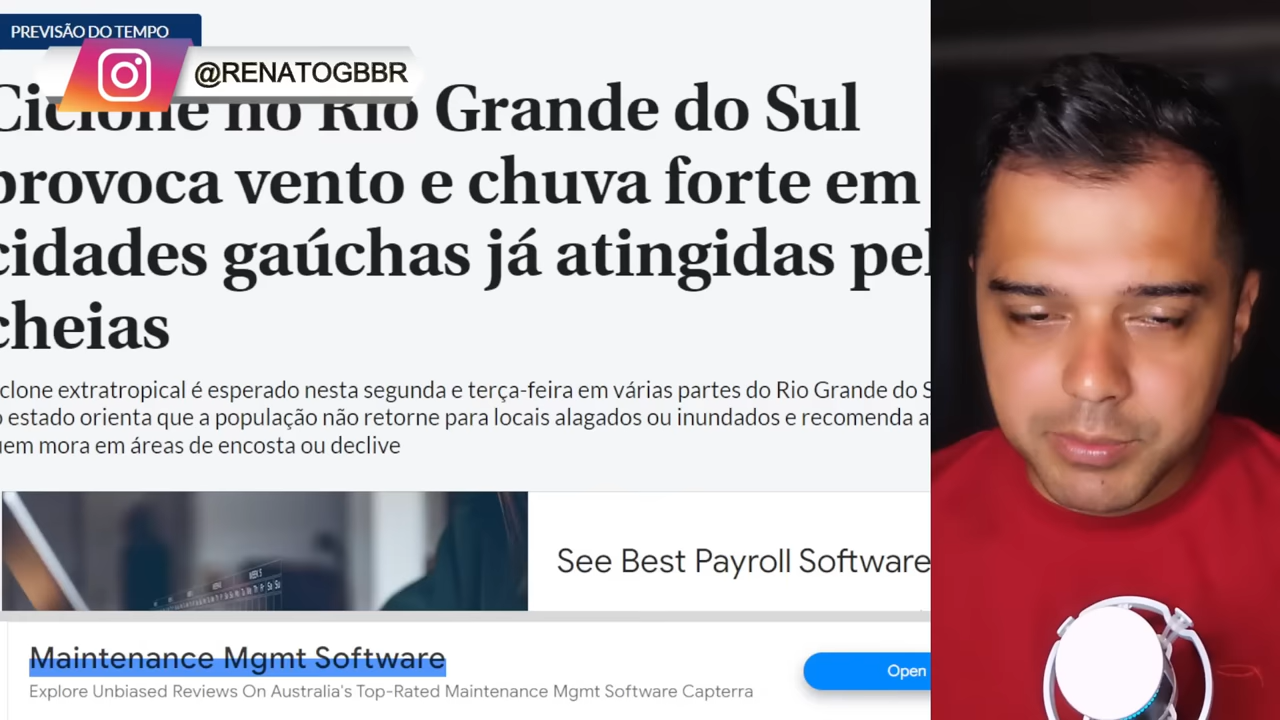 PREVISÃO DO TEMPO
@RENATOGBBR
Ciclone no Rio Grande do Sul
provoca vento e chuva forte em
cidades gaúchas já atingidas pel
cheias
clone extratropical é esperado nesta segunda e terça-feira em várias partes do Rio Grande do S
o estado orienta que a população não retorne para locais alagados ou inundados e recomenda a
uem mora em áreas de encosta ou declive
See Best Payroll Software
Maintenance Mgmt Software
Explore Unbiased Reviews On Australia's Top-Rated Maintenance Mgmt Software Capterra
Open